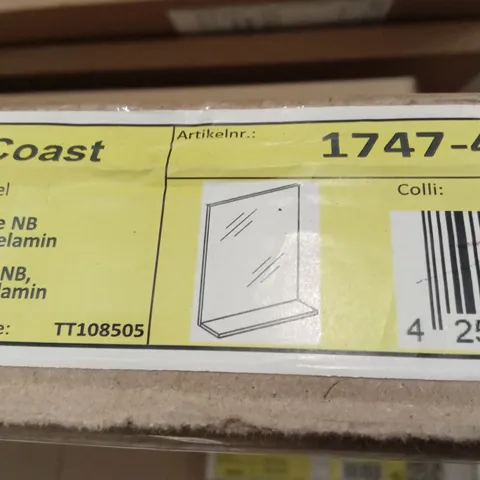 Coast
Artikelnr.:
1747-4
el
Colli:
e NB
elamin
NB,
lamin
e:
TT108505
4 25